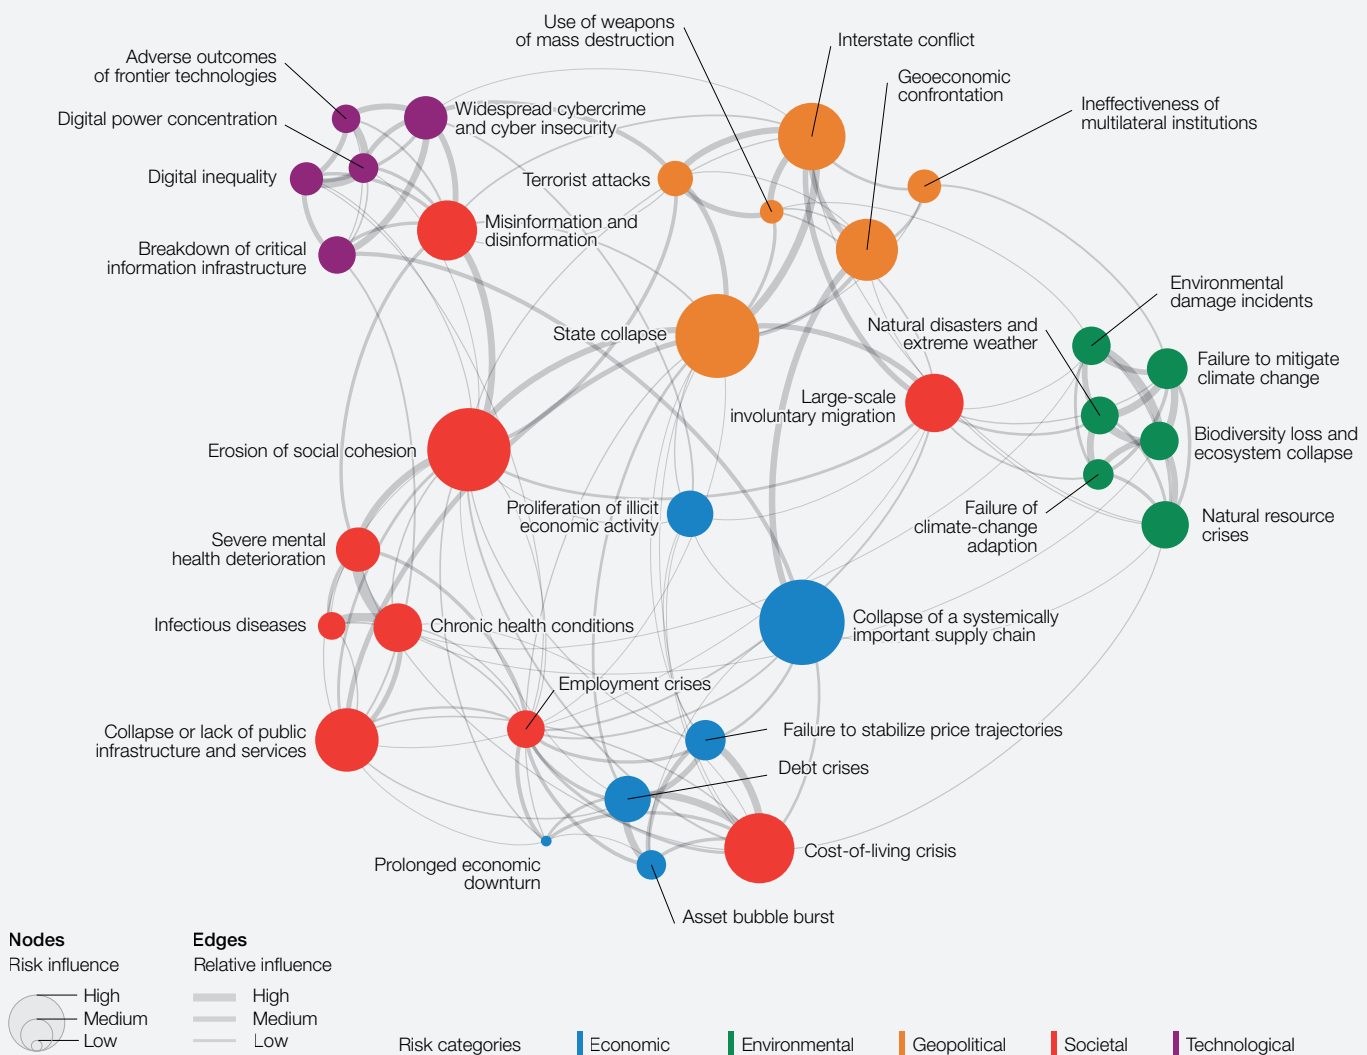 Use of weapons
of mass destruction
Interstate conflict
Adverse outcomes
of frontier technologies
Geoeconomic
confrontation
Ineffectiveness of
multilateral institutions
Digital power concentration
Widespread cybercrime
and cyber insecurity
Digital inequality
Terrorist attacks
Misinformation and
disinformation
Breakdown of critical
information infrastructure
Environmental
damage incidents
State collapse
Natural disasters and
extreme weather
Failure to mitigate
climate change
Large-scale
involuntary migration
Biodiversity loss and
ecosystem collapse
Erosion of social cohesion
Proliferation of illicit
economic activity
Failure of
climate-change
adaption
Natural resource
crises
Severe mental
health deterioration
Infectious diseases
Chronic health conditions
Collapse of a systemically
important supply chain
Employment crises
Collapse or lack of public
infrastructure and services
Failure to stabilize price trajectories
Debt crises
Prolonged economic
downturn
Cost-of-living crisis
Asset bubble burst
Nodes
Risk influence
High
Medium
Low
Edges
Relative influence
High
Medium
Low
Risk categories
Economic
Environmental
Geopolitical
Societal
Technological